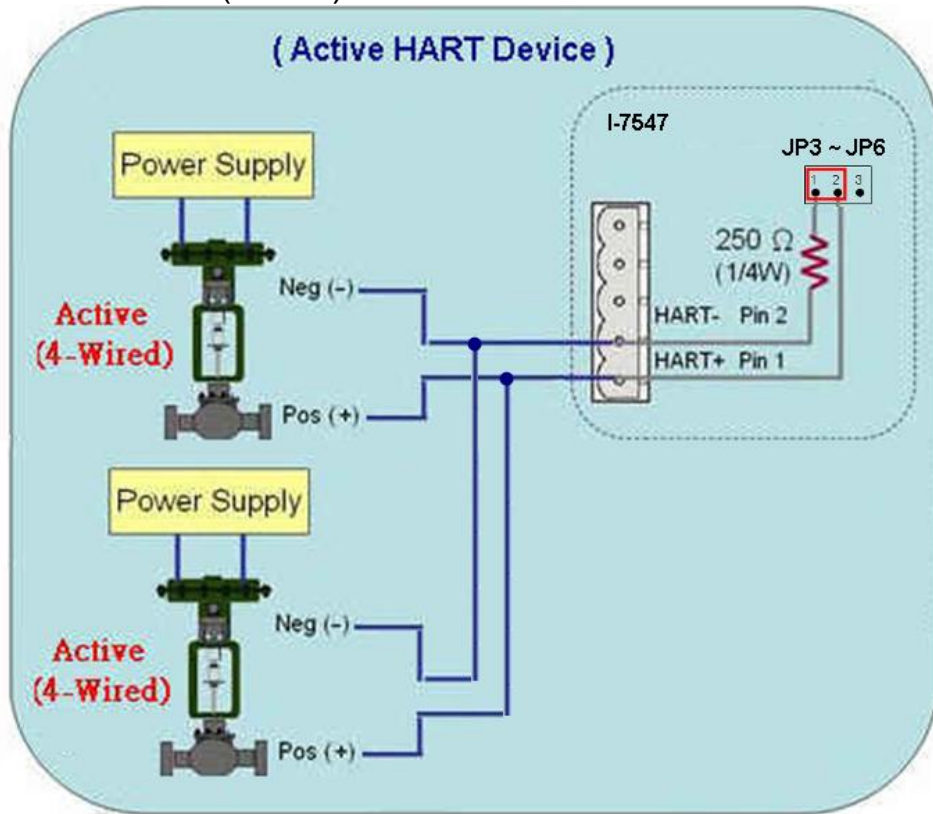 ( Active HART Device )
I-7547
JP3 ~ JP6
1 2 3
Power Supply
250 Ω
(1/4W)
Neg (-)
Active
(4-Wired)
HART- Pin 2
HART+ Pin 1
Pos (+)
Power Supply
Neg (-)
Active
(4-Wired)
Pos (+)